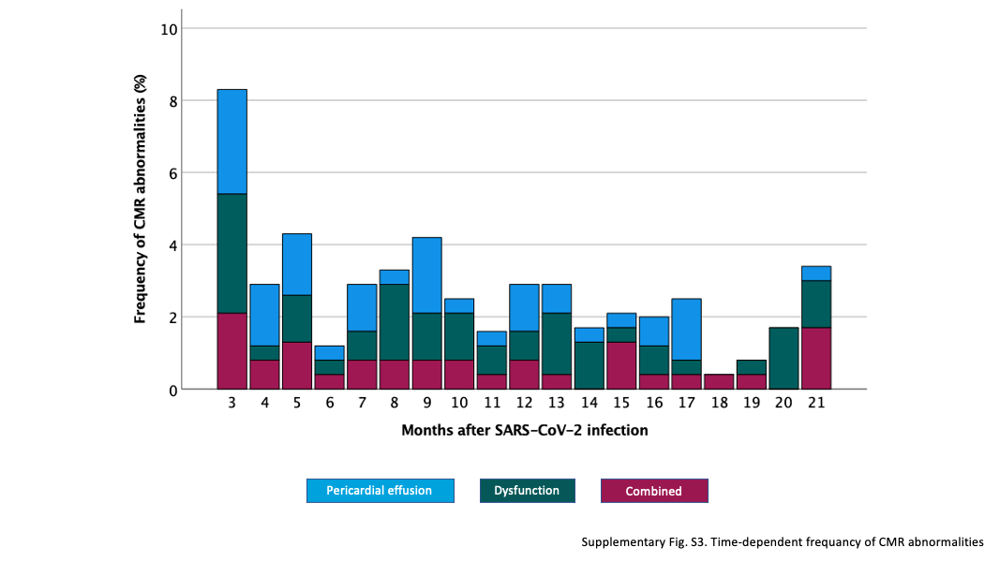 Frequency of CMR abnormalities (%)
10
8
6
4
2
0
3 4 5 6 7 8 9 10 11 12 13 14 15 16 17 18 19 20 21
Months after SARS-CoV-2 infection
Pericardial effusion Dysfunction Combined
Supplementary Fig. S3. Time-dependent frequancy of CMR abnormalities